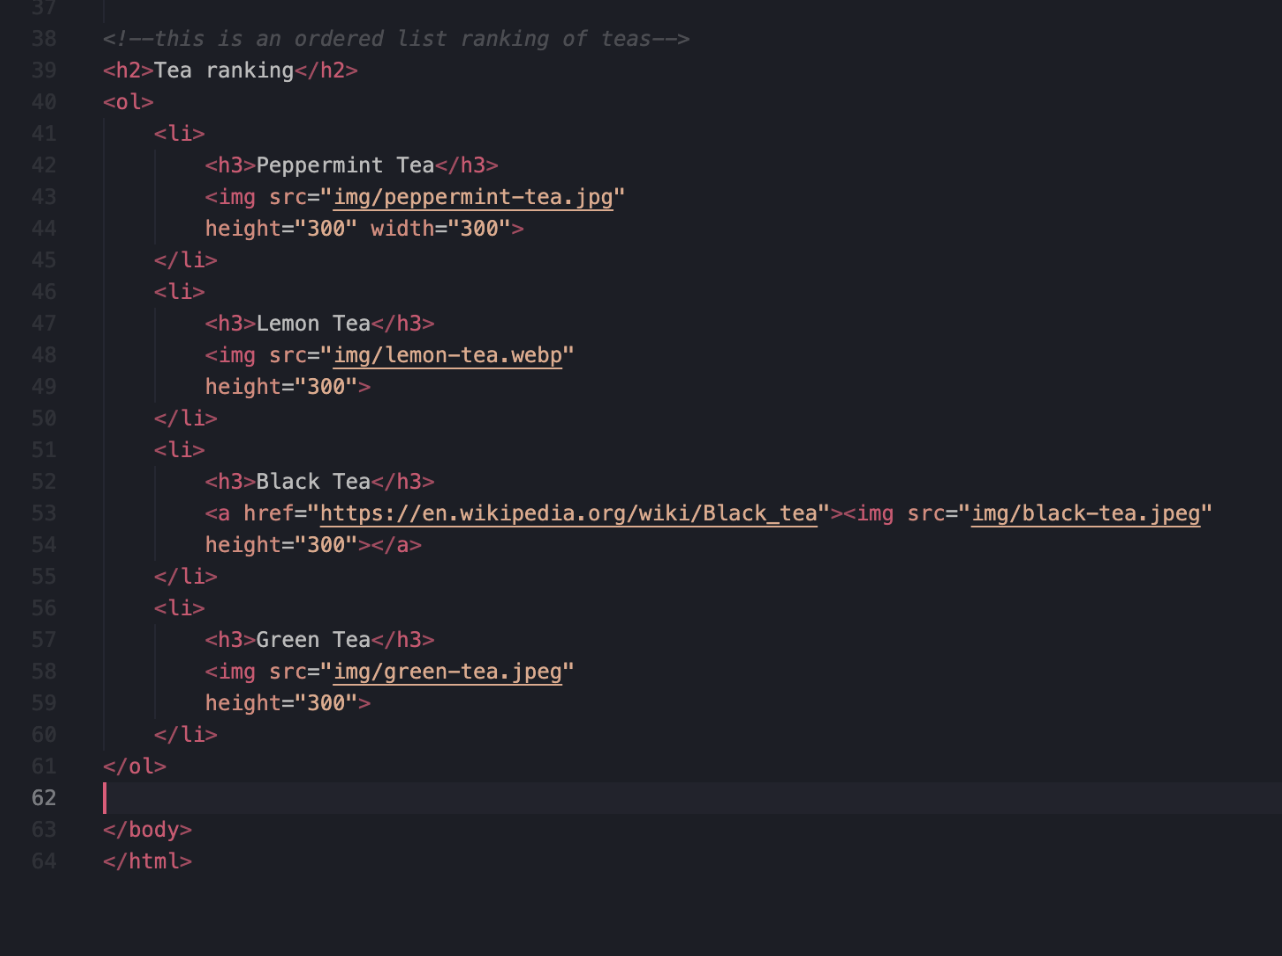 37
38 <!--this is an ordered list ranking of teas-->
39 <h2>Tea ranking</h2>
40 <ol>
41 <li>
42 <h3>Peppermint Tea</h3>
43 <img src="img/peppermint-tea.jpg"
44 height="300" width="300">
45 </li>
46 <li>
47 <h3>Lemon Tea</h3>
48 <img src="img/lemon-tea.webp"
49 height="300">
50 </li>
51 <li>
52 <h3>Black Tea</h3>
53 <a href="https://en.wikipedia.org/wiki/Black_tea"><img src="img/black-tea.jpeg"
54 height="300"></a>
55 </li>
56 <li>
57 <h3>Green Tea</h3>
58 <img src="img/green-tea.jpeg"
59 height="300">
60 </li>
61 </ol>
62
63 </body>
64 </html>